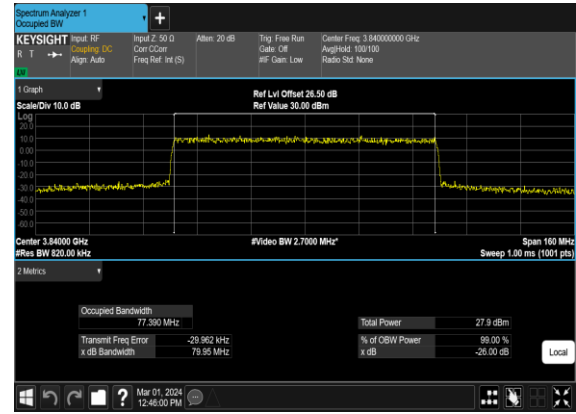 Spectrum Analyzer 1
Occupied BW
+
KEYSIGHT
R T
Input: RF
Coupling: DC
Align: Auto
Input Z: 50 Ω
Corr CCorr
Freq Ref: Int (S)
Atten: 20 dB
Trig: Free Run
Gate: Off
#IF Gain: Low
Center Freq: 3.840000000 GHz
Avg|Hold: 100/100
Radio Std: None
1 Graph
Scale/Div 10.0 dB
Ref Lvl Offset 26.50 dB
Ref Value 30.00 dBm
Log
20.0
10.0
0.00
-10.0
-20.0
-30.0
-40.0
-50.0
-60.0
Center 3.84000 GHz
#Res BW 820.00 kHz
#Video BW 2.7000 MHz*
Span 160 MHz
Sweep 1.00 ms (1001 pts)
2 Metrics
Occupied Bandwidth
77.390 MHz
Total Power 27.9 dBm
Transmit Freq Error -29.962 kHz
% of OBW Power 99.00 %
x dB Bandwidth 79.95 MHz
x dB -26.00 dB
Local
?
Mar 01, 2024
12:46:00 PM